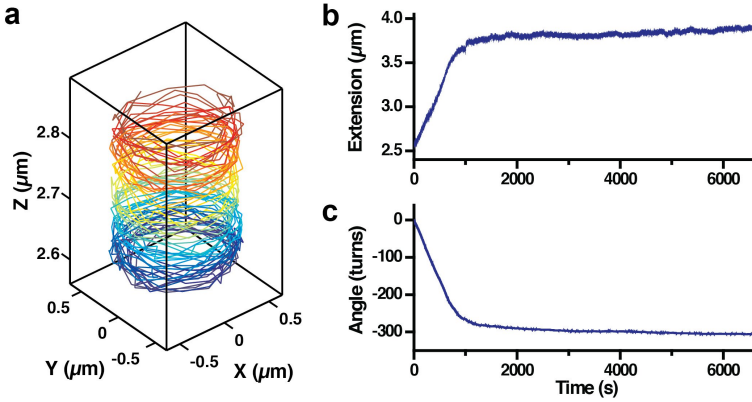 a
2.8
2.7
2.6
Z (µm)
0.5
0
-0.5
Y (µm)
-0.5
0
0.5
X (µm)
b
4.0
3.5
3.0
2.5
Extension (µm)
0 2000 4000 6000
c
0
-100
-200
-300
Angle (turns)
0 2000 4000 6000
Time (s)